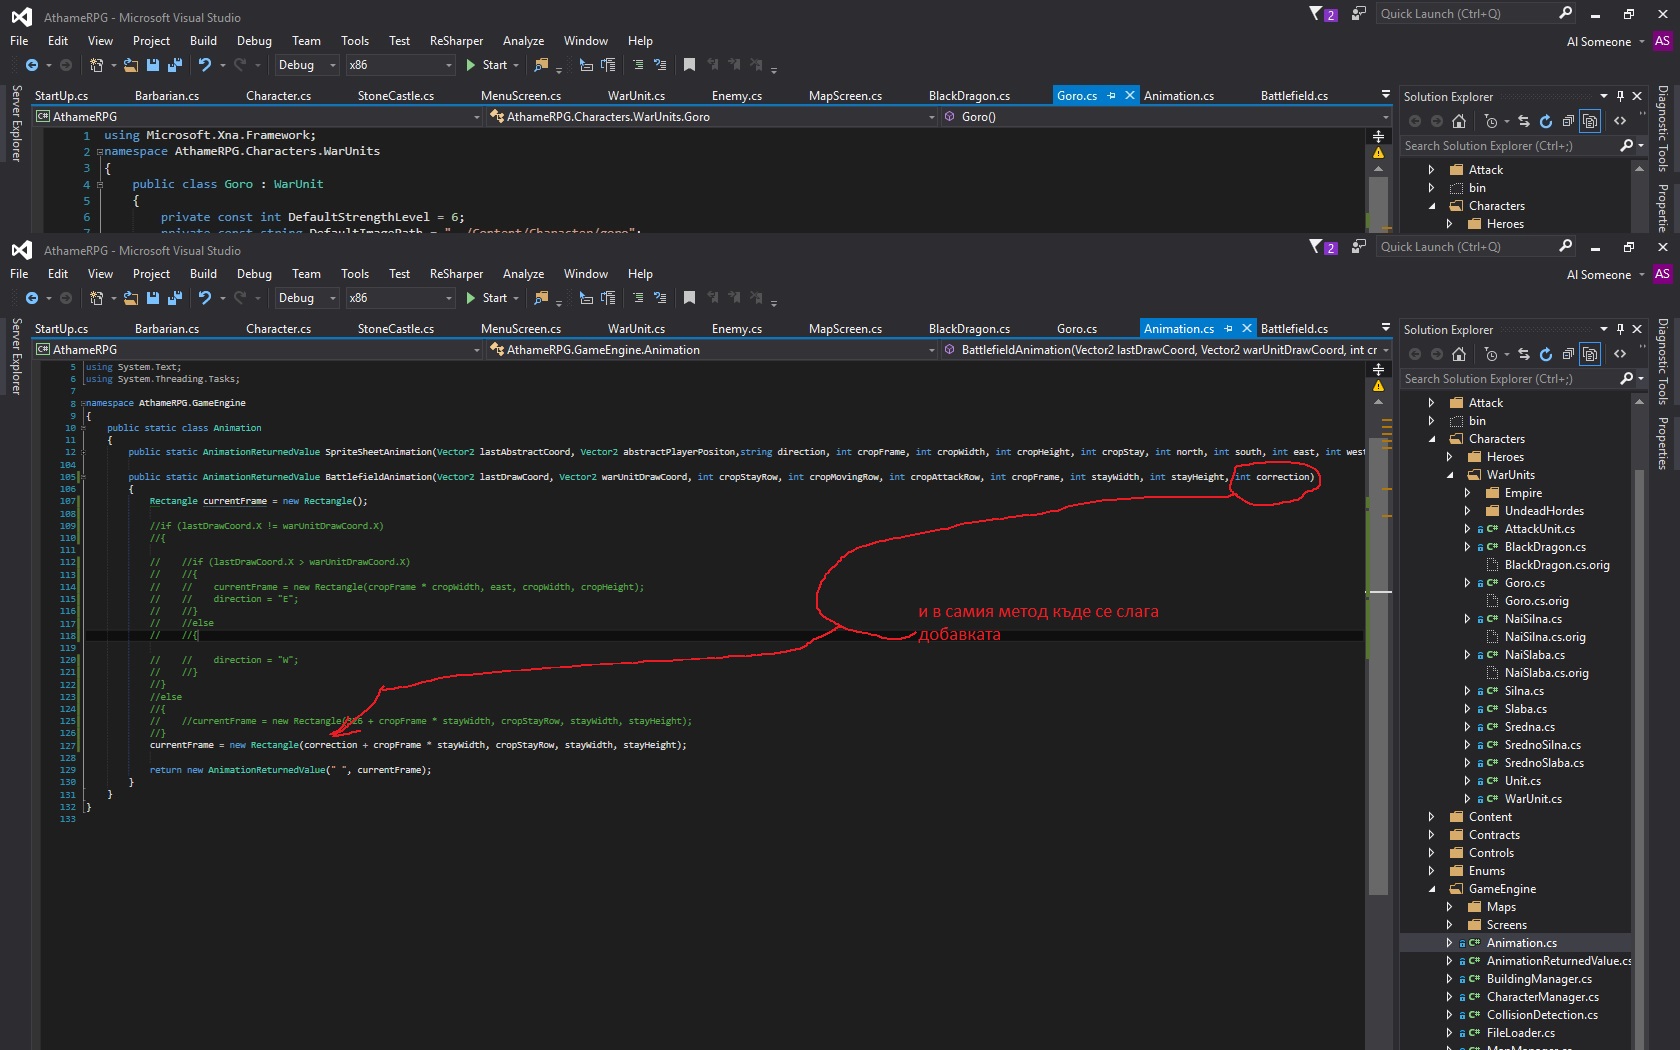 AthameRPG - Microsoft Visual Studio
2
Quick Launch (Ctrl+Q)
File Edit View Project Build Debug Team Tools Test ReSharper Analyze Window Help
Al Someone AS
Debug x86 Start
StartUp.cs Barbarian.cs Character.cs StoneCastle.cs MenuScreen.cs WarUnit.cs Enemy.cs MapScreen.cs BlackDragon.cs Goro.cs Animation.cs Battlefield.cs
Server Explorer
AthameRPG AthameRPG.Characters.WarUnits.Goro Goro()
1 using Microsoft.Xna.Framework;
2 namespace AthameRPG.Characters.WarUnits
3 {
4 public class Goro : WarUnit
5 {
6 private const int DefaultStrengthLevel = 6;
7 private const string DefaultImagePath = "../Content/Character/goro";
Solution Explorer
Search Solution Explorer (Ctrl+;)
Attack
bin
Characters
Heroes
Diagnostic Tools
Propertie
AthameRPG - Microsoft Visual Studio
2
Quick Launch (Ctrl+Q)
File Edit View Project Build Debug Team Tools Test ReSharper Analyze Window Help
Al Someone AS
Debug x86 Start
StartUp.cs Barbarian.cs Character.cs StoneCastle.cs MenuScreen.cs WarUnit.cs Enemy.cs MapScreen.cs BlackDragon.cs Goro.cs Animation.cs Battlefield.cs
Server Explorer
AthameRPG AthameRPG.GameEngine.Animation BattlefieldAnimation(Vector2 lastDrawCoord, Vector2 warUnitDrawCoord, int cr
5 using System.Text;
6 using System.Threading.Tasks;
7
8 namespace AthameRPG.GameEngine
9 {
10 public static class Animation
11 {
12 public static AnimationReturnedValue SpriteSheetAnimation(Vector2 lastAbstractCoord, Vector2 abstractPlayerPositon,string direction, int cropFrame, int cropWidth, int cropHeight, int cropStay, int north, int south, int east, int west
104
105 public static AnimationReturnedValue BattlefieldAnimation(Vector2 lastDrawCoord, Vector2 warUnitDrawCoord, int cropStayRow, int cropMovingRow, int cropAttackRow, int cropFrame, int stayWidth, int stayHeight, int correction)
106 {
107 Rectangle currentFrame = new Rectangle();
108
109 //if (lastDrawCoord.X != warUnitDrawCoord.X)
110 //{
111
112 // //if (lastDrawCoord.X > warUnitDrawCoord.X)
113 // //{
114 // // currentFrame = new Rectangle(cropFrame * cropWidth, east, cropWidth, cropHeight);
115 // // direction = "E";
116 // //}
117 // //else
118 // //{
119
120 // // direction = "W";
121 // //}
122 //}
123 //else
124 //{
125 // //currentFrame = new Rectangle( + cropFrame * stayWidth, cropStayRow, stayWidth, stayHeight);
126 //}
127 currentFrame = new Rectangle(correction + cropFrame * stayWidth, cropStayRow, stayWidth, stayHeight);
128
129 return new AnimationReturnedValue(" ", currentFrame);
130 }
131 }
132 }
133
и в самия метод къде се слага
добавката
Solution Explorer
Search Solution Explorer (Ctrl+;)
Attack
bin
Characters
Heroes
WarUnits
Empire
UndeadHordes
AttackUnit.cs
BlackDragon.cs
BlackDragon.cs.orig
Goro.cs
Goro.cs.orig
NaiSilna.cs
NaiSilna.cs.orig
NaiSlaba.cs
NaiSlaba.cs.orig
Silna.cs
Slaba.cs
Sredna.cs
SrednoSilna.cs
SrednoSlaba.cs
Unit.cs
WarUnit.cs
Content
Contracts
Controls
Enums
GameEngine
Maps
Screens
Animation.cs
AnimationReturnedValue.cs
BuildingManager.cs
CharacterManager.cs
CollisionDetection.cs
FileLoader.cs
MapManager.cs
Diagnostic Tools
Properties